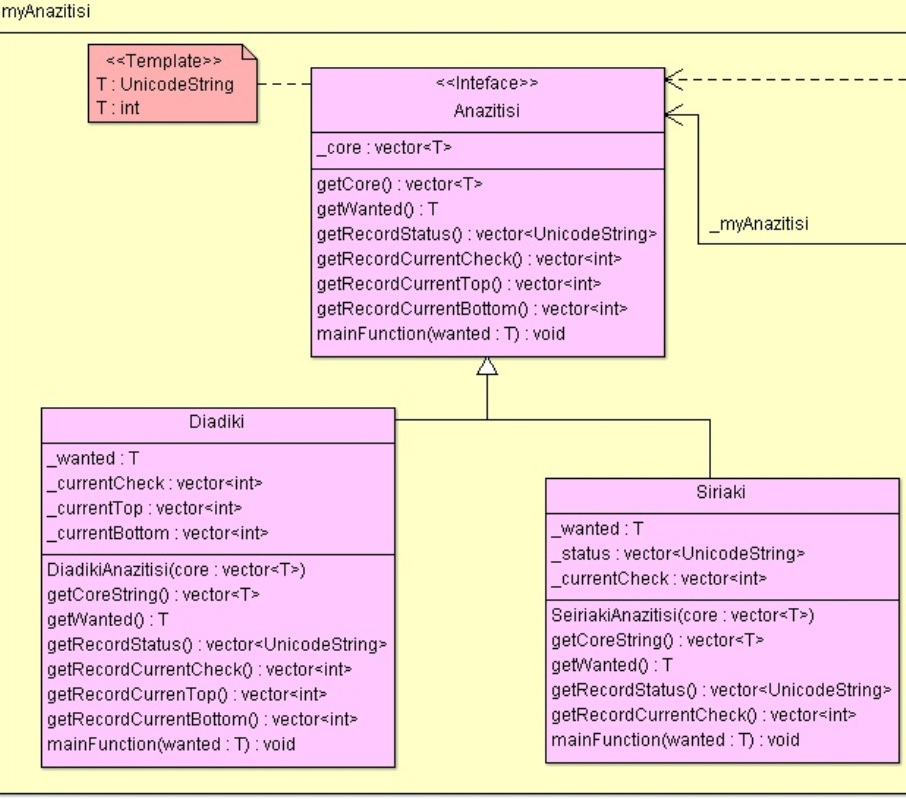 myAnazitisi
<<Template>>
T : UnicodeString
T : int
<<Inteface>>
Anazitisi
_core : vector<T>
getCore() : vector<T>
getWanted() : T
getRecordStatus() : vector<UnicodeString>
getRecordCurrentCheck() : vector<int>
getRecordCurrentTop() : vector<int>
getRecordCurrentBottom() : vector<int>
mainFunction(wanted : T) : void
_myAnazitisi
Diadiki
_wanted : T
_currentCheck : vector<int>
_currentTop : vector<int>
_currentBottom : vector<int>
DiadikiAnazitisi(core : vector<T>)
getCoreString() : vector<T>
getWanted() : T
getRecordStatus() : vector<UnicodeString>
getRecordCurrentCheck() : vector<int>
getRecordCurrenTop() : vector<int>
getRecordCurrentBottom() : vector<int>
mainFunction(wanted : T) : void
Siriaki
_wanted : T
_status : vector<UnicodeString>
_currentCheck : vector<int>
SeiriakiAnazitisi(core : vector<T>)
getCoreString() : vector<T>
getWanted() : T
getRecordStatus() : vector<UnicodeString>
getRecordCurrentCheck() : vector<int>
mainFunction(wanted : T) : void